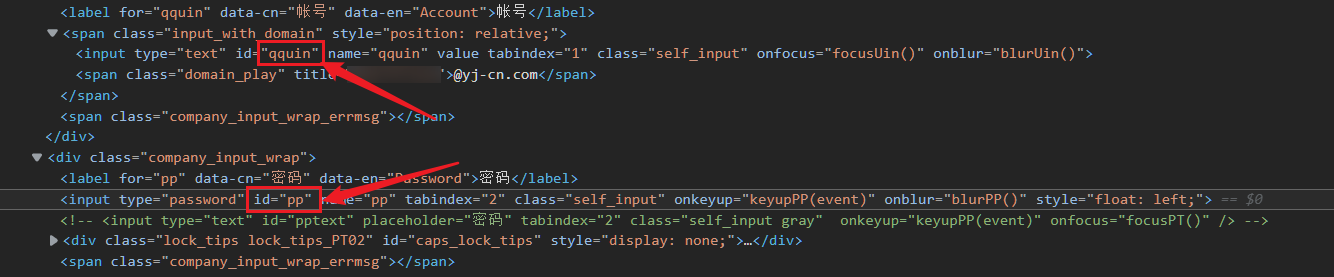 <label for="qquin" data-cn="帐号" data-en="Account">帐号</label>
<span class="input_with_domain" style="position: relative;">
<input type="text" id="qquin" name="qquin" value tabindex="1" class="self_input" onfocus="focusUin()" onblur="blurUin()">
<span class="domain_play" title ">@yj-cn.com</span>
</span>
<span class="company_input_wrap_errmsg"></span>
</div>
<div class="company_input_wrap">
<label for="pp" data-cn="密码" data-en="Password">密码</label>
<input type="password" id="pp" name="pp" tabindex="2" class="self_input" onkeyup="keyupPP(event)" onblur="blurPP()" style="float: left;"> == $0
<!-- <input type="text" id="pptext" placeholder="密码" tabindex="2" class="self_input gray"  onkeyup="keyupPP(event)" onfocus="focusPT()" /> -->
<div class="lock_tips lock_tips_PT02" id="caps_lock_tips" style="display: none;">…</div>
<span class="company_input_wrap_errmsg"></span>